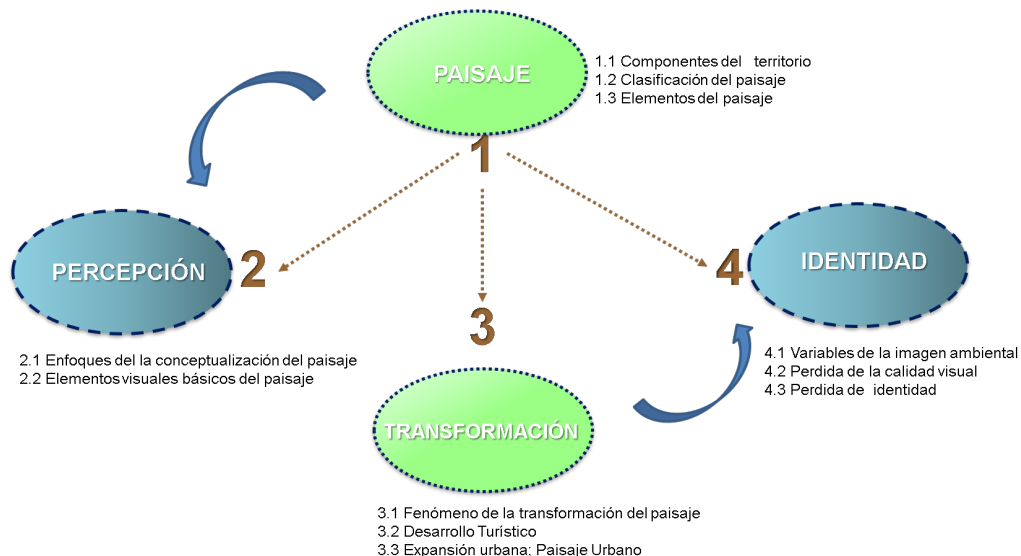 PAISAJE
1.1 Componentes del territorio
1.2 Clasificación del paisaje
1.3 Elementos del paisaje
1
PERCEPCIÓN
2
2.1 Enfoques del la conceptualización del paisaje
2.2 Elementos visuales básicos del paisaje
3
TRANSFORMACIÓN
3.1 Fenómeno de la transformación del paisaje
3.2 Desarrollo Turístico
3.3 Expansión urbana; Paisaje Urbano
4
IDENTIDAD
4.1 Variables de la imagen ambiental
4.2 Perdida de la calidad visual
4.3 Perdida de identidad